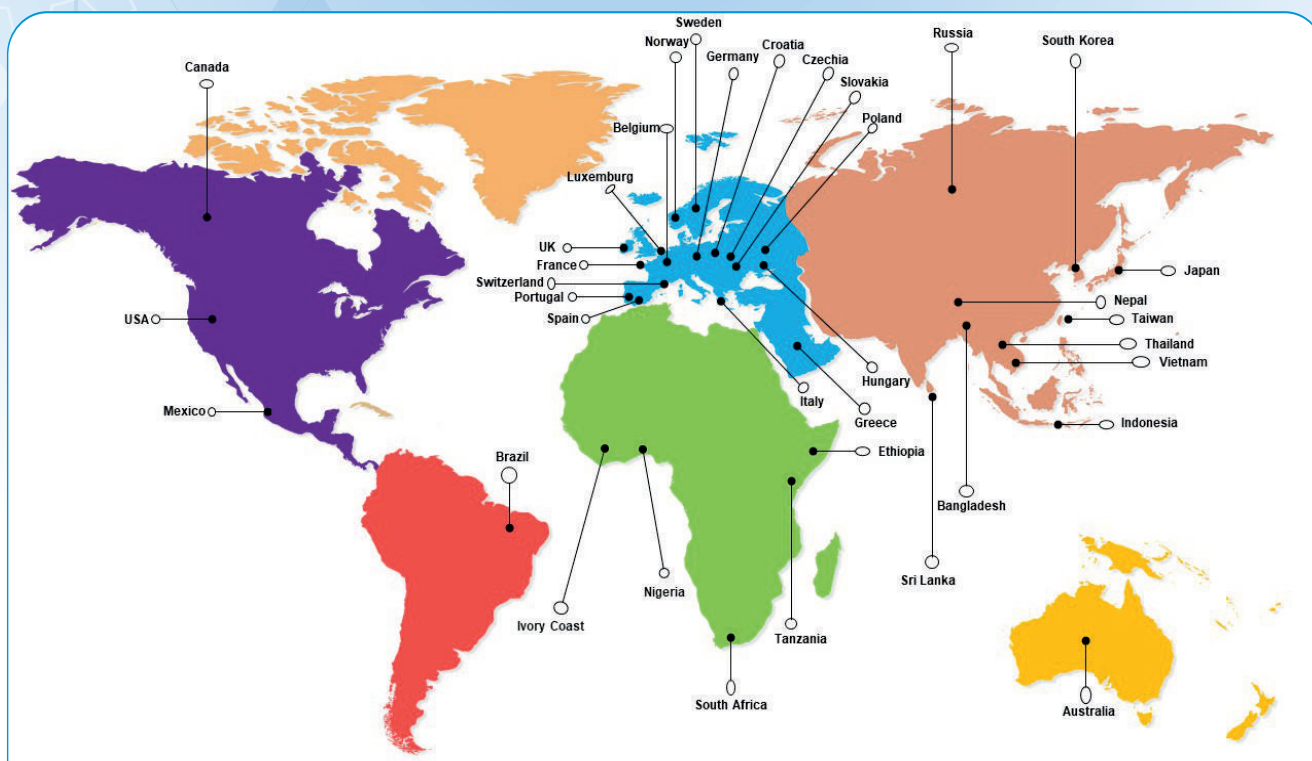 Sweden
Norway
Germany
Croatia
Czechia
Slovakia
Poland
Russia
South Korea
Canada
Belgium
Luxemburg
UK
France
Switzerland
Portugal
Spain
USA
Mexico
Japan
Nepal
Taiwan
Thailand
Vietnam
Hungary
Italy
Greece
Indonesia
Ethiopia
Brazil
Bangladesh
Sri Lanka
Nigeria
Ivory Coast
Tanzania
South Africa
Australia